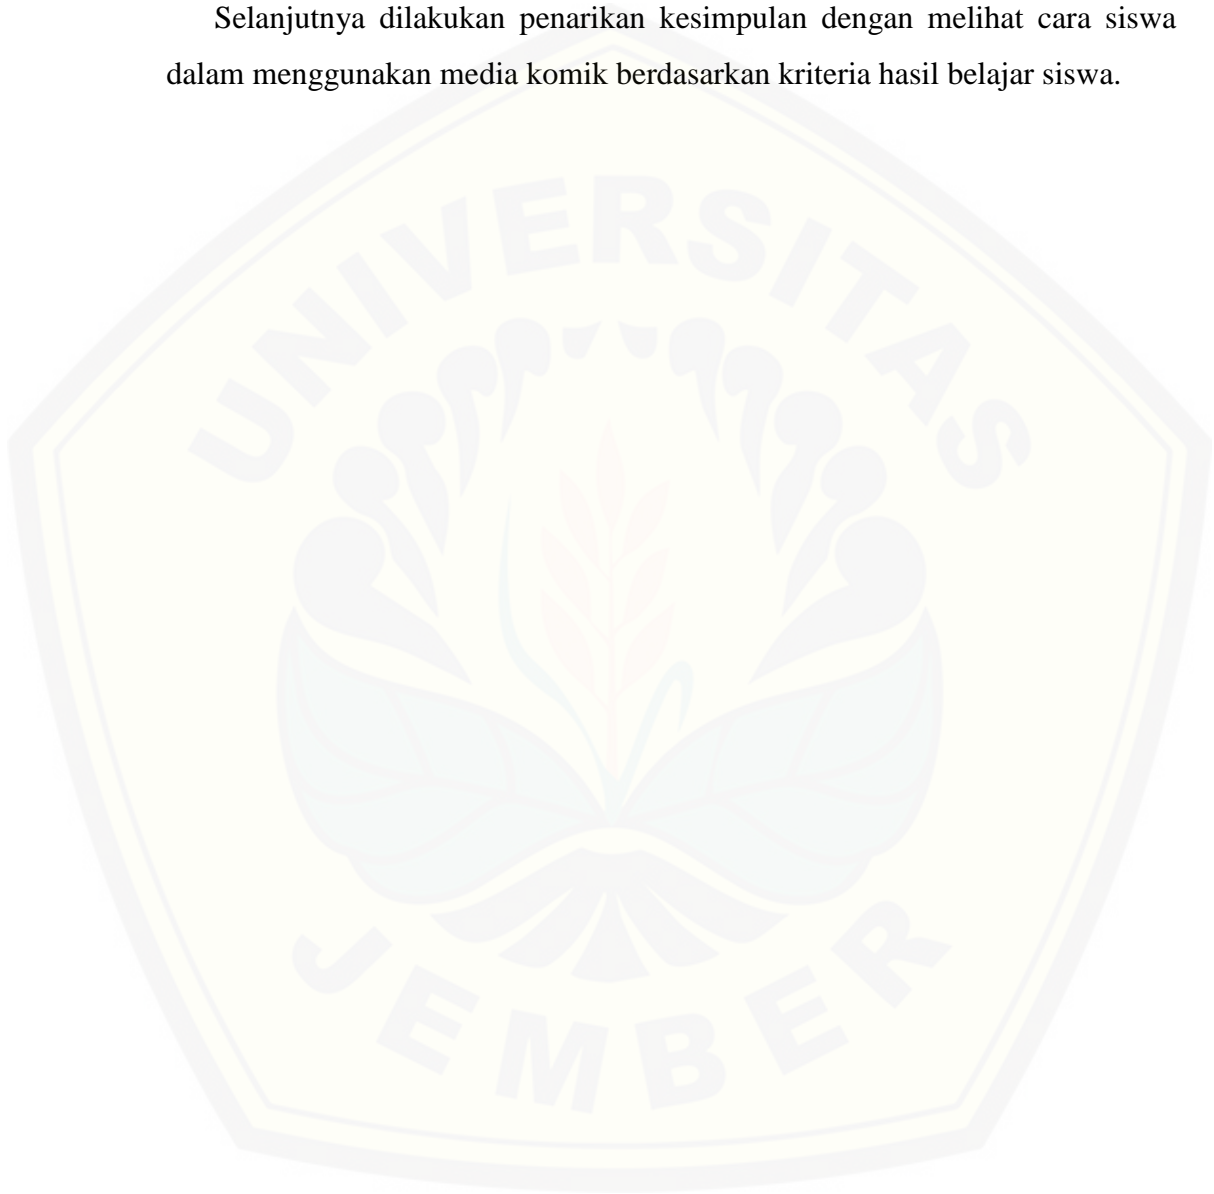 Selanjutnya dilakukan penarikan kesimpulan dengan melihat cara siswa
dalam menggunakan media komik berdasarkan kriteria hasil belajar siswa.
UNIVERSITAS
JEMBER